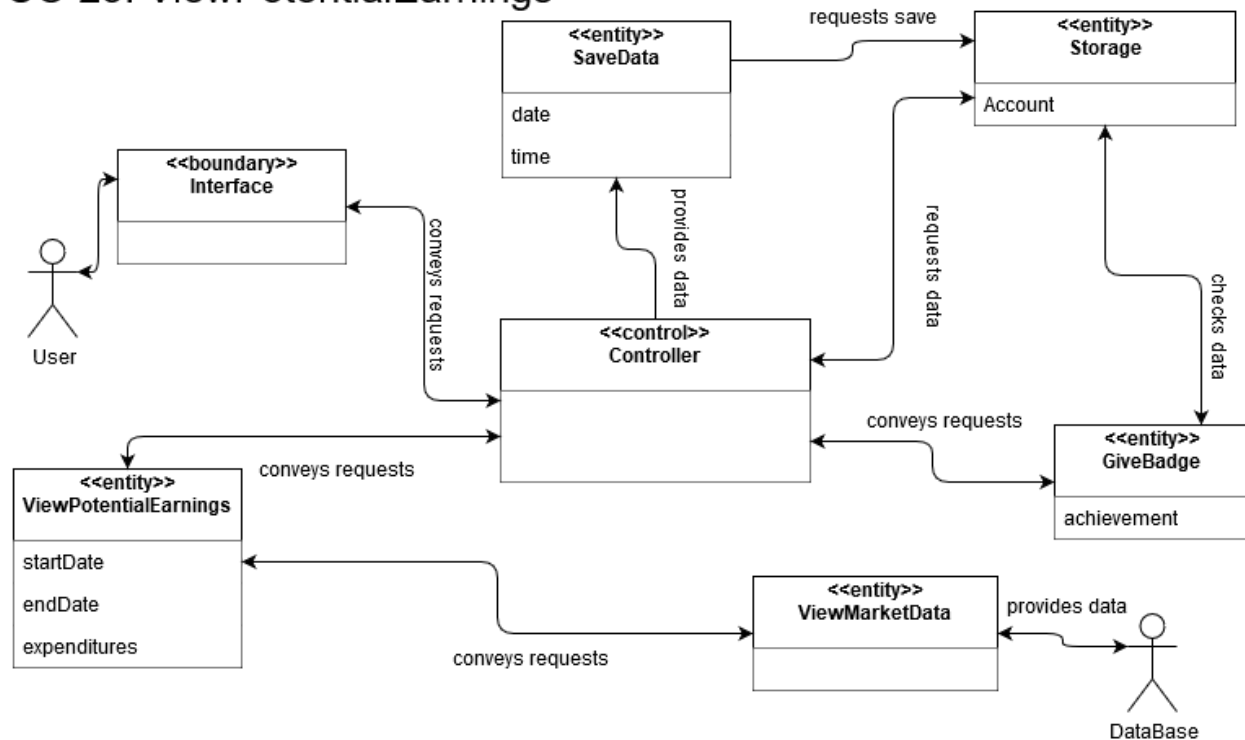 ViewPotentialEarnings
requests save
<<entity>>
SaveData
date
time
<<entity>>
Storage
Account
<<boundary>>
Interface
User
conveys requests
provides data
requests data
checks data
<<control>>
Controller
conveys requests
<<entity>>
GiveBadge
achievement
conveys requests
<<entity>>
ViewPotentialEarnings
startDate
endDate
expenditures
conveys requests
<<entity>>
ViewMarketData
provides data
DataBase